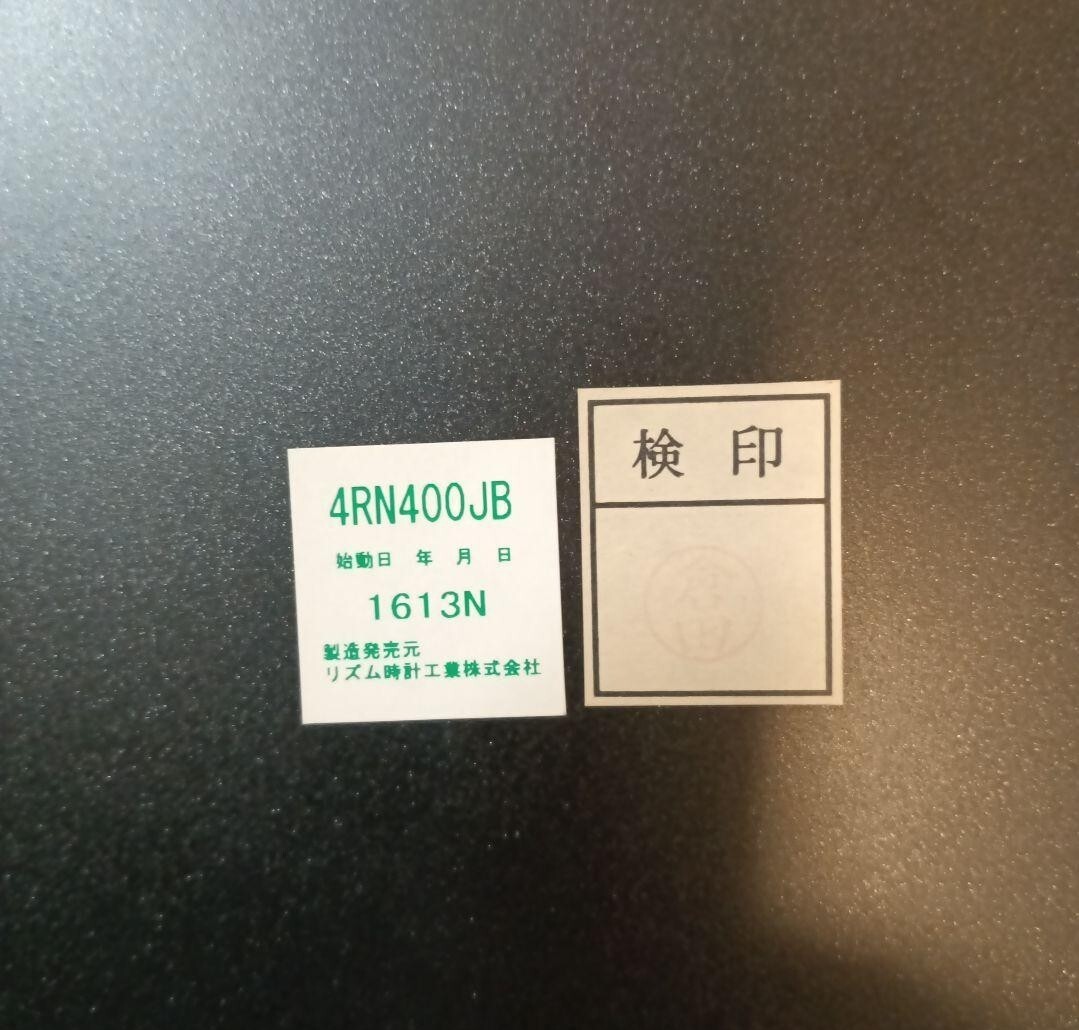 4RN400JB
始動日 年 月 日
1613N
製造発売元
リズム時計工業株式会社
検 印